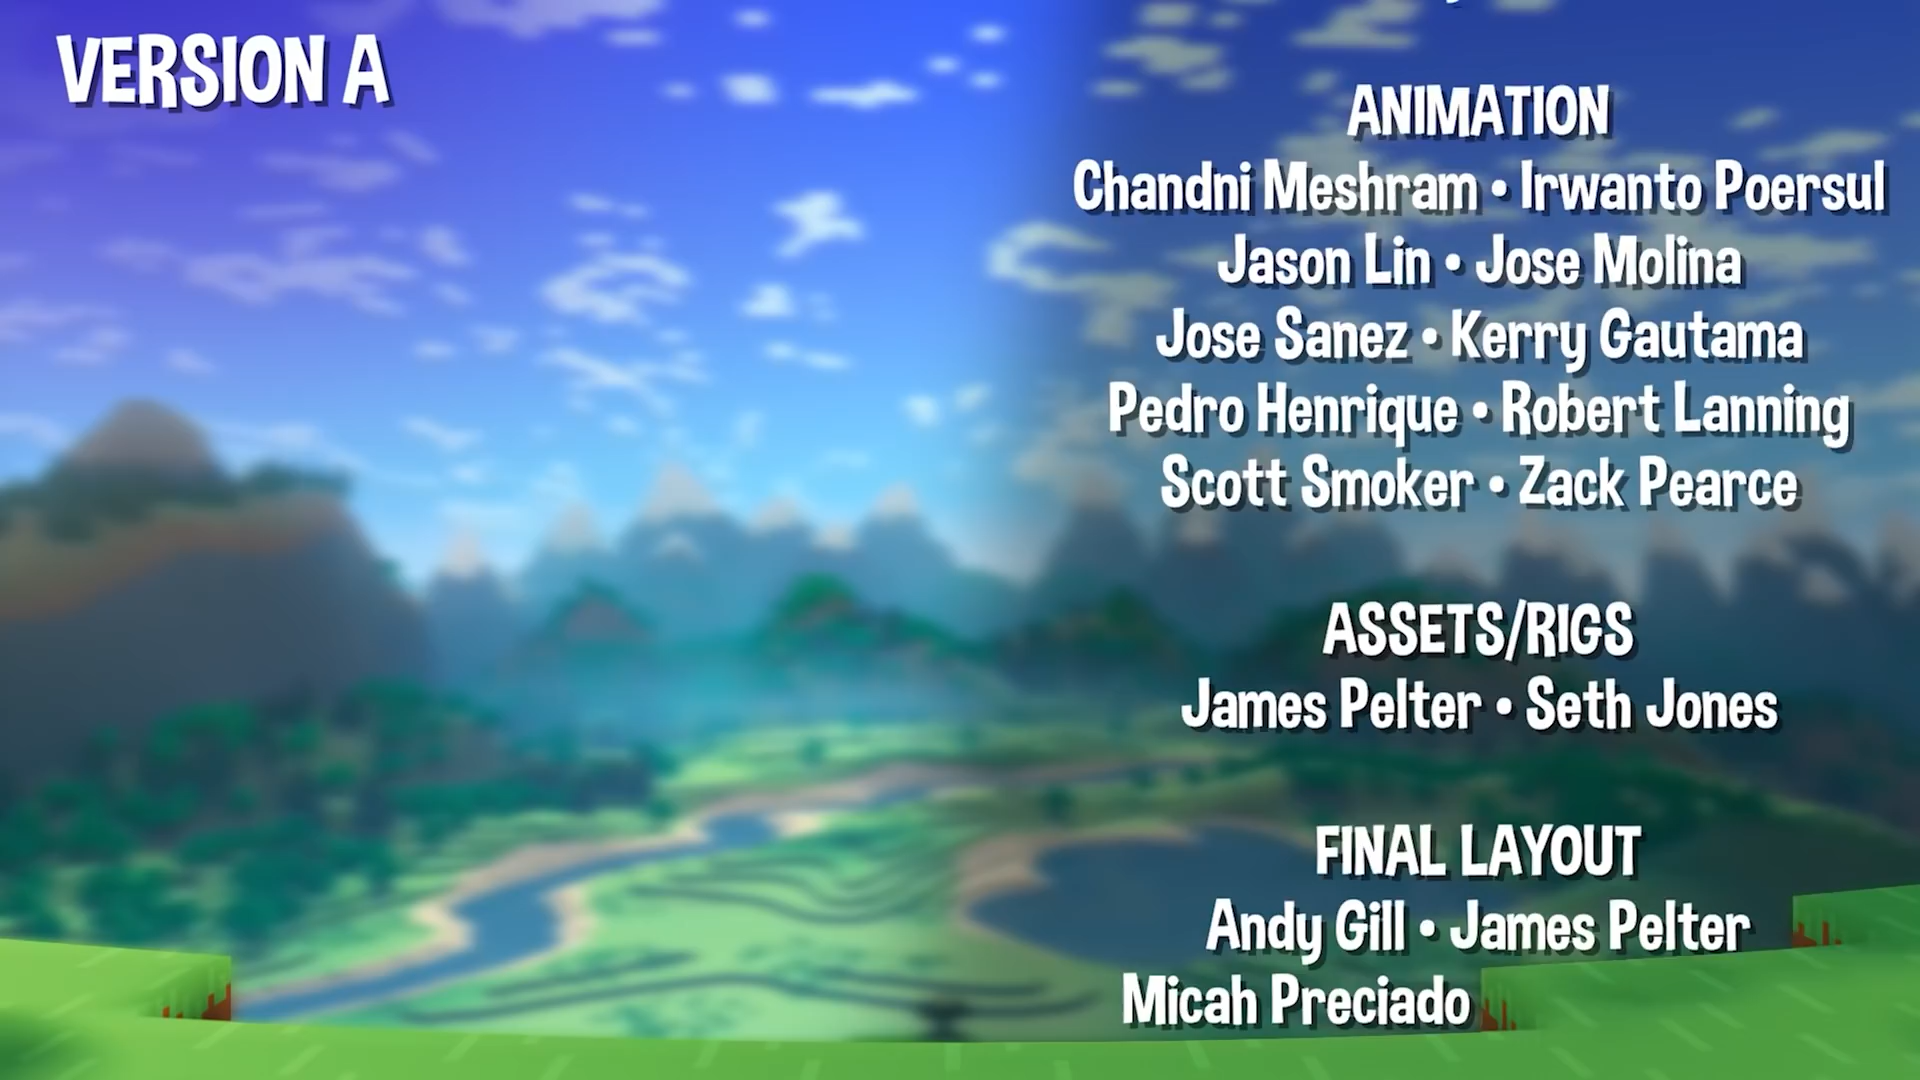 VERSION A
ANIMATION
Chandni Meshram • Irwanto Poersul
Jason Lin • Jose Molina
Jose Sanez • Kerry Gautama
Pedro Henrique • Robert Lanning
Scott Smoker • Zack Pearce
ASSETS/RIGS
James Pelter • Seth Jones
FINAL LAYOUT
Andy Gill • James Pelter
Micah Preciado